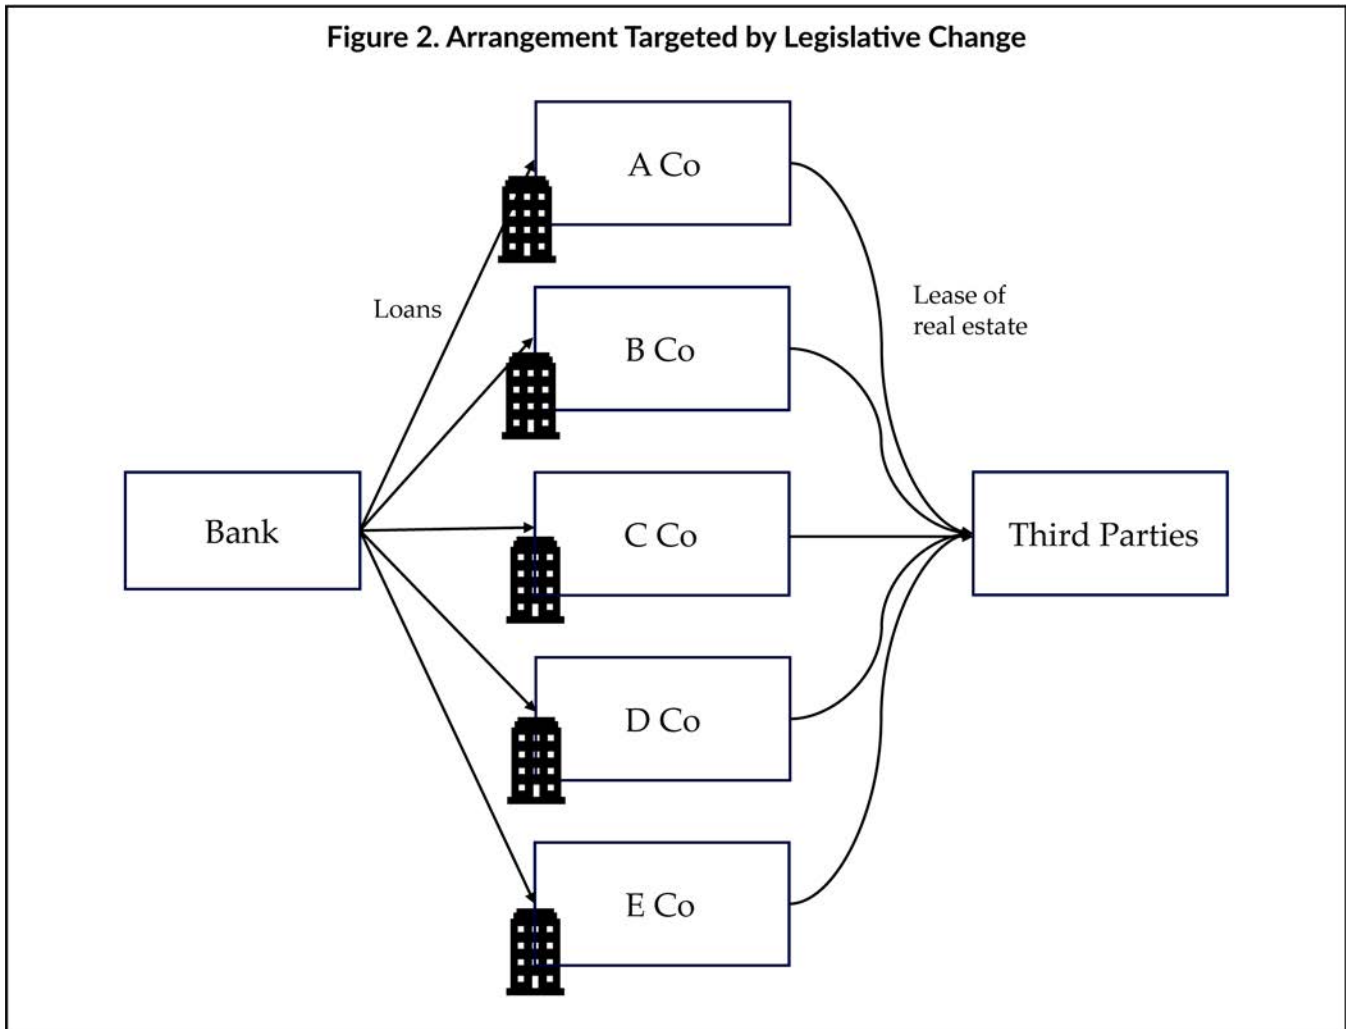 Figure 2. Arrangement Targeted by Legislative Change
A Co
Loans
Lease of
real estate
B Co
Bank
C Co
Third Parties
D Co
E Co